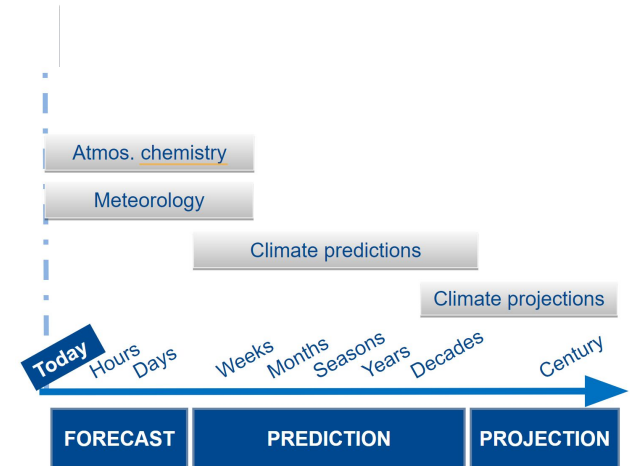 Atmos. chemistry
Meteorology
Climate predictions
Climate projections
Today
Hours
Days
Weeks
Months
Seasons
Years
Decades
Century
FORECAST
PREDICTION
PROJECTION